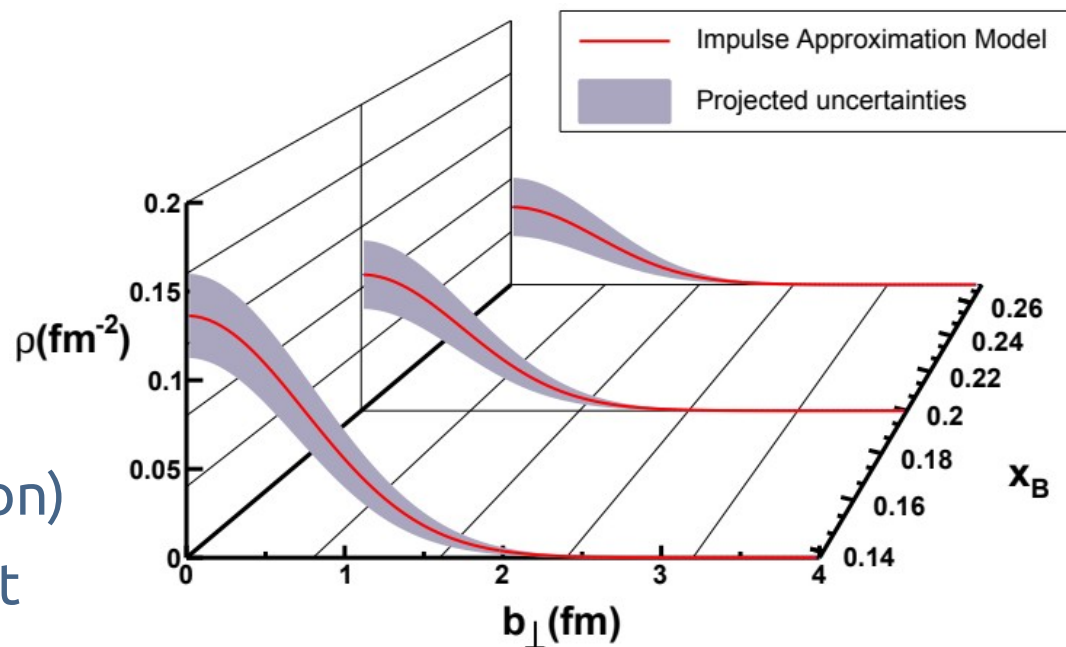 Impulse Approximation Model
Projected uncertainties
0.2
0.15
ρ(fm⁻²)
0.1
0.05
0
on)
t
0 1 2 3 4
b⊥(fm)
0.26
0.24
0.22
0.2
0.18
0.16
0.14
x_B